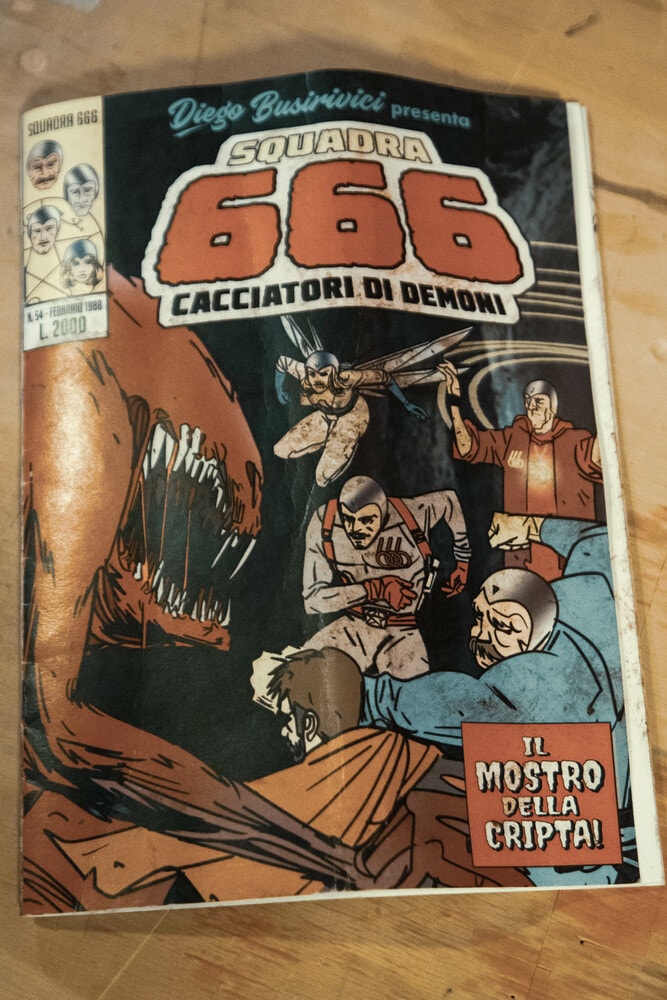 Diego Busirivici presenta
SQUADRA 666
SQUADRA
666
CACCIATORI DI DEMONI
N. 54 - FEBBRAIO 1988
L. 2000
IL
MOSTRO
DELLA
CRIPTA!